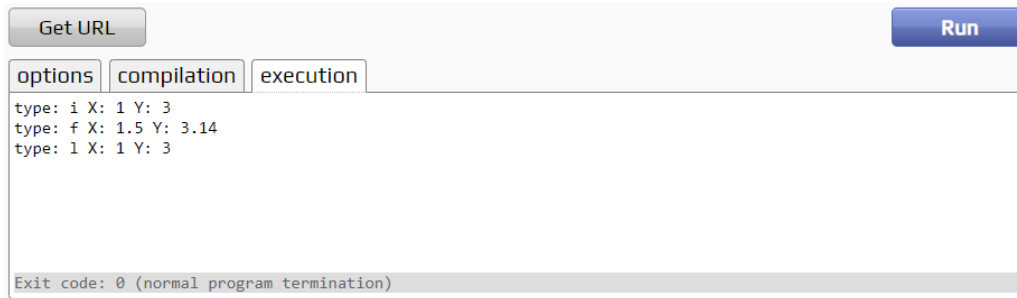 Get URL Run
options compilation execution
type: i X: 1 Y: 3
type: f X: 1.5 Y: 3.14
type: l X: 1 Y: 3
Exit code: 0 (normal program termination)